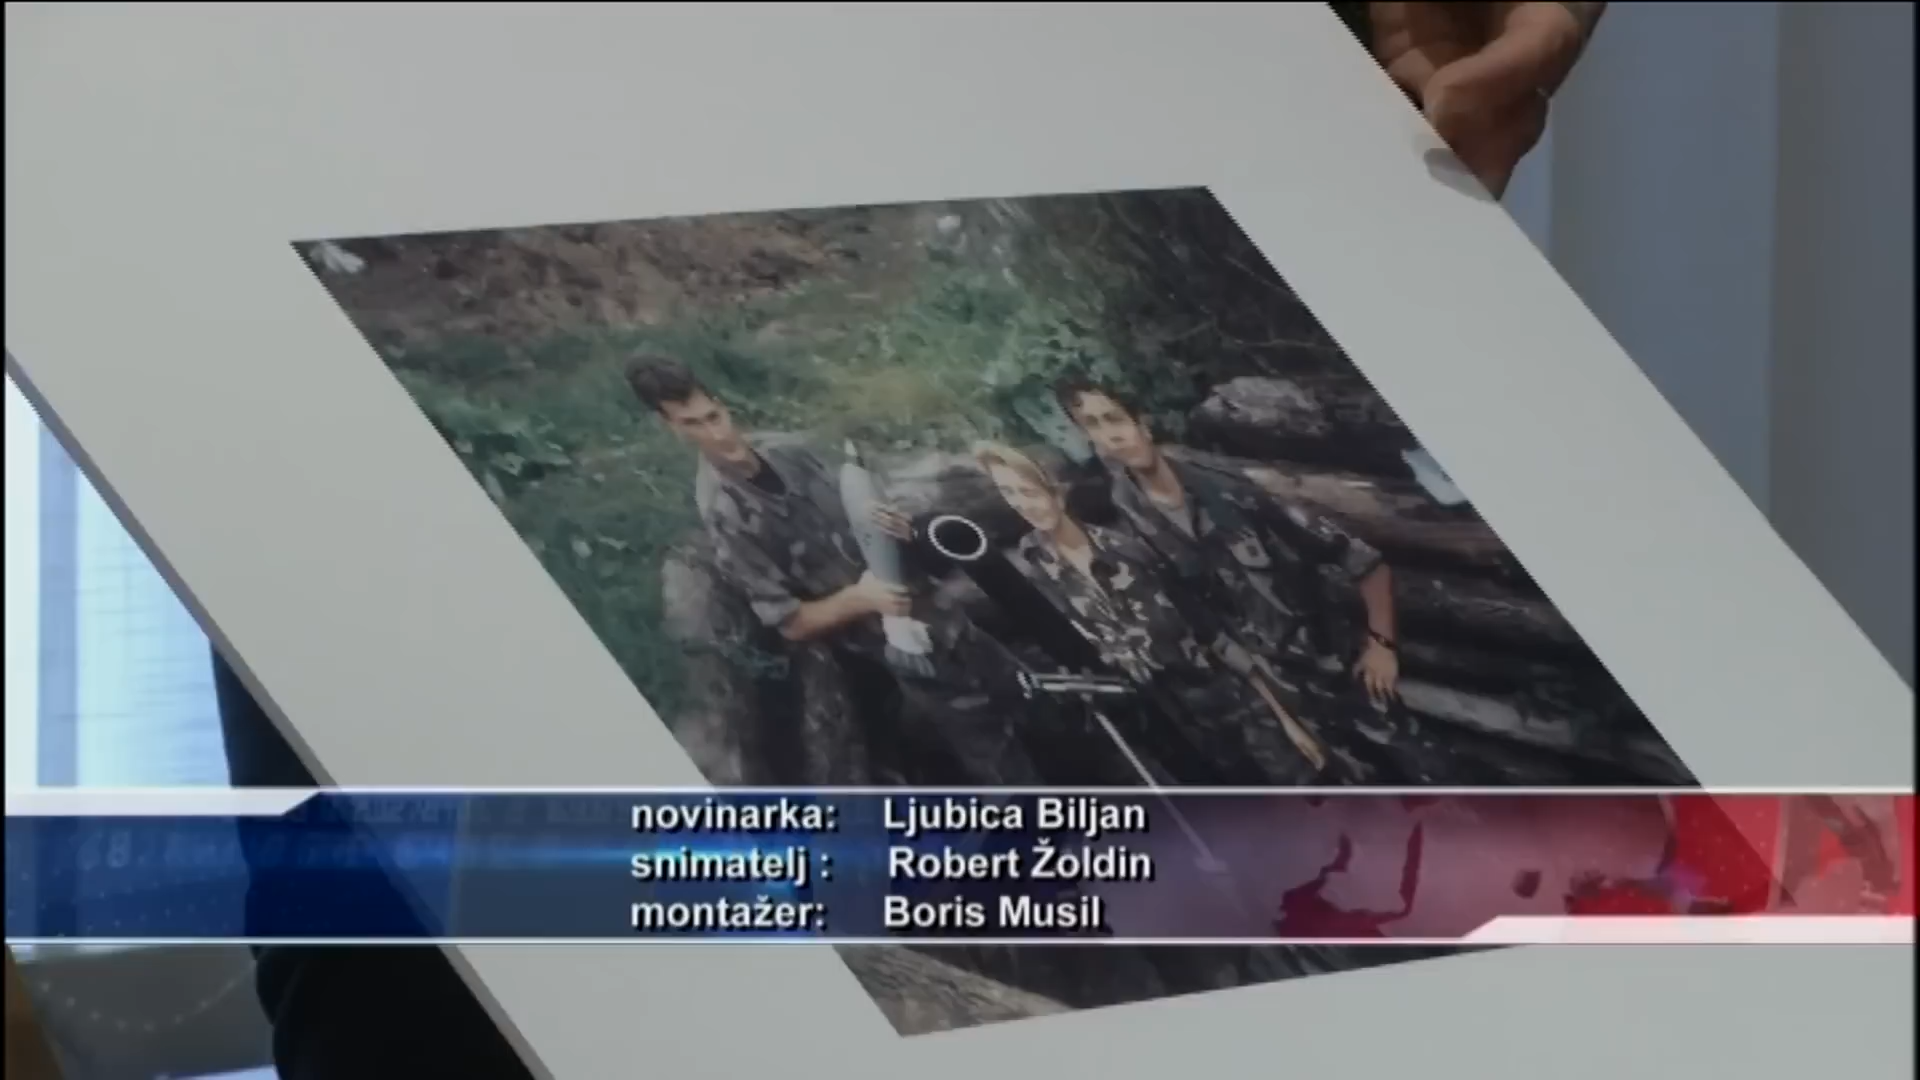 novinarka: Ljubica Biljan
snimatelj : Robert Žoldin
montažer: Boris Musil